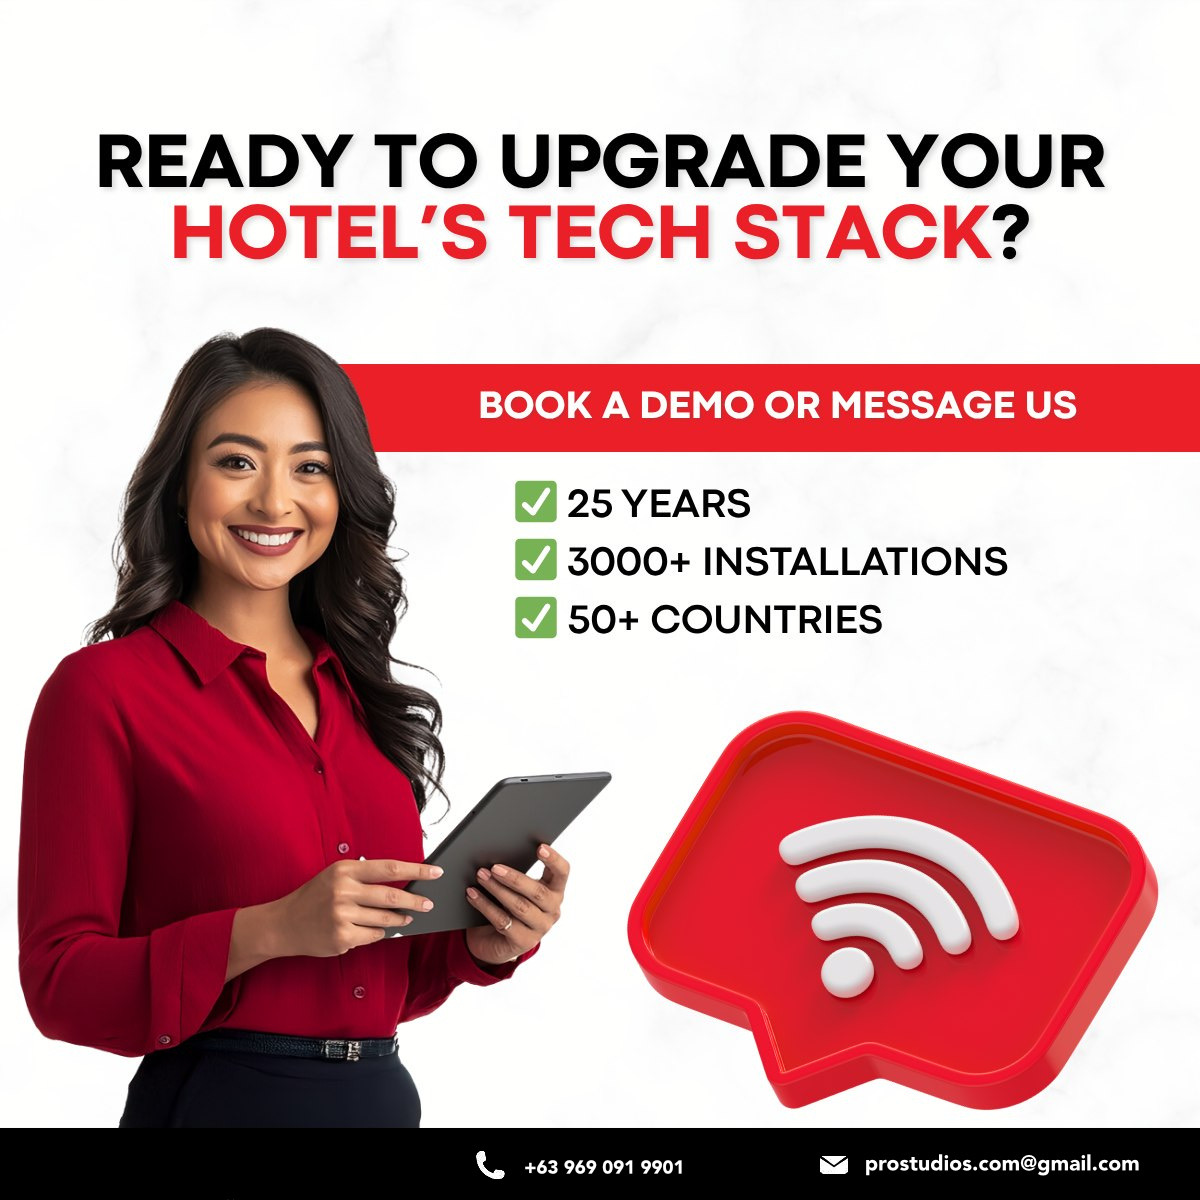 READY TO UPGRADE YOUR
HOTEL’S TECH STACK?
BOOK A DEMO OR MESSAGE US
✅ 25 YEARS
✅ 3000+ INSTALLATIONS
✅ 50+ COUNTRIES
+63 969 091 9901
prostudios.com@gmail.com